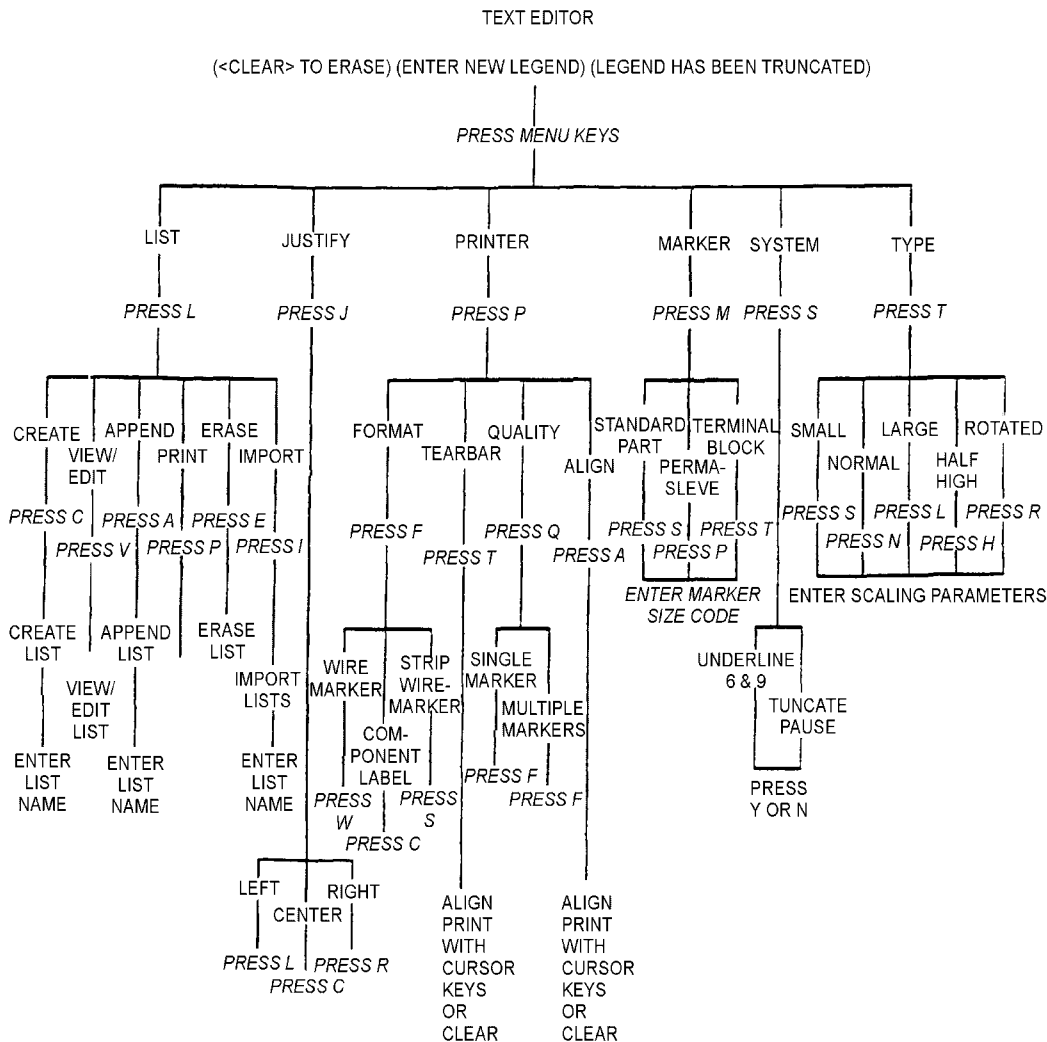 TEXT EDITOR
(<CLEAR> TO ERASE) (ENTER NEW LEGEND) (LEGEND HAS BEEN TRUNCATED)
PRESS MENU KEYS
LIST
JUSTIFY
PRINTER
MARKER
SYSTEM
TYPE
PRESS L
PRESS J
PRESS P
PRESS M
PRESS S
PRESS T
CREATE
VIEW/
EDIT
APPEND
PRINT
ERASE
IMPORT
PRESS C
PRESS V
PRESS A
PRESS P
PRESS E
PRESS I
CREATE
LIST
VIEW/
EDIT
LIST
APPEND
LIST
ERASE
LIST
IMPORT
LISTS
ENTER
LIST
NAME
ENTER
LIST
NAME
ENTER
LIST
NAME
LEFT
CENTER
RIGHT
PRESS L
PRESS C
PRESS R
FORMAT
TEARBAR
QUALITY
ALIGN
PRESS F
PRESS T
PRESS Q
PRESS A
WIRE
MARKER
COM-
PONENT
LABEL
STRIP
WIRE-
MARKER
PRESS
W
PRESS C
PRESS
S
SINGLE
MARKER
MULTIPLE
MARKERS
PRESS F
PRESS F
ALIGN
PRINT
WITH
CURSOR
KEYS
OR
CLEAR
ALIGN
PRINT
WITH
CURSOR
KEYS
OR
CLEAR
STANDARD
PART
PERMA-
SLEVE
TERMINAL
BLOCK
PRESS S
PRESS P
PRESS T
ENTER MARKER
SIZE CODE
UNDERLINE
6 & 9
TUNCATE
PAUSE
PRESS
Y OR N
SMALL
NORMAL
LARGE
HALF
HIGH
ROTATED
PRESS S
PRESS N
PRESS L
PRESS H
PRESS R
ENTER SCALING PARAMETERS